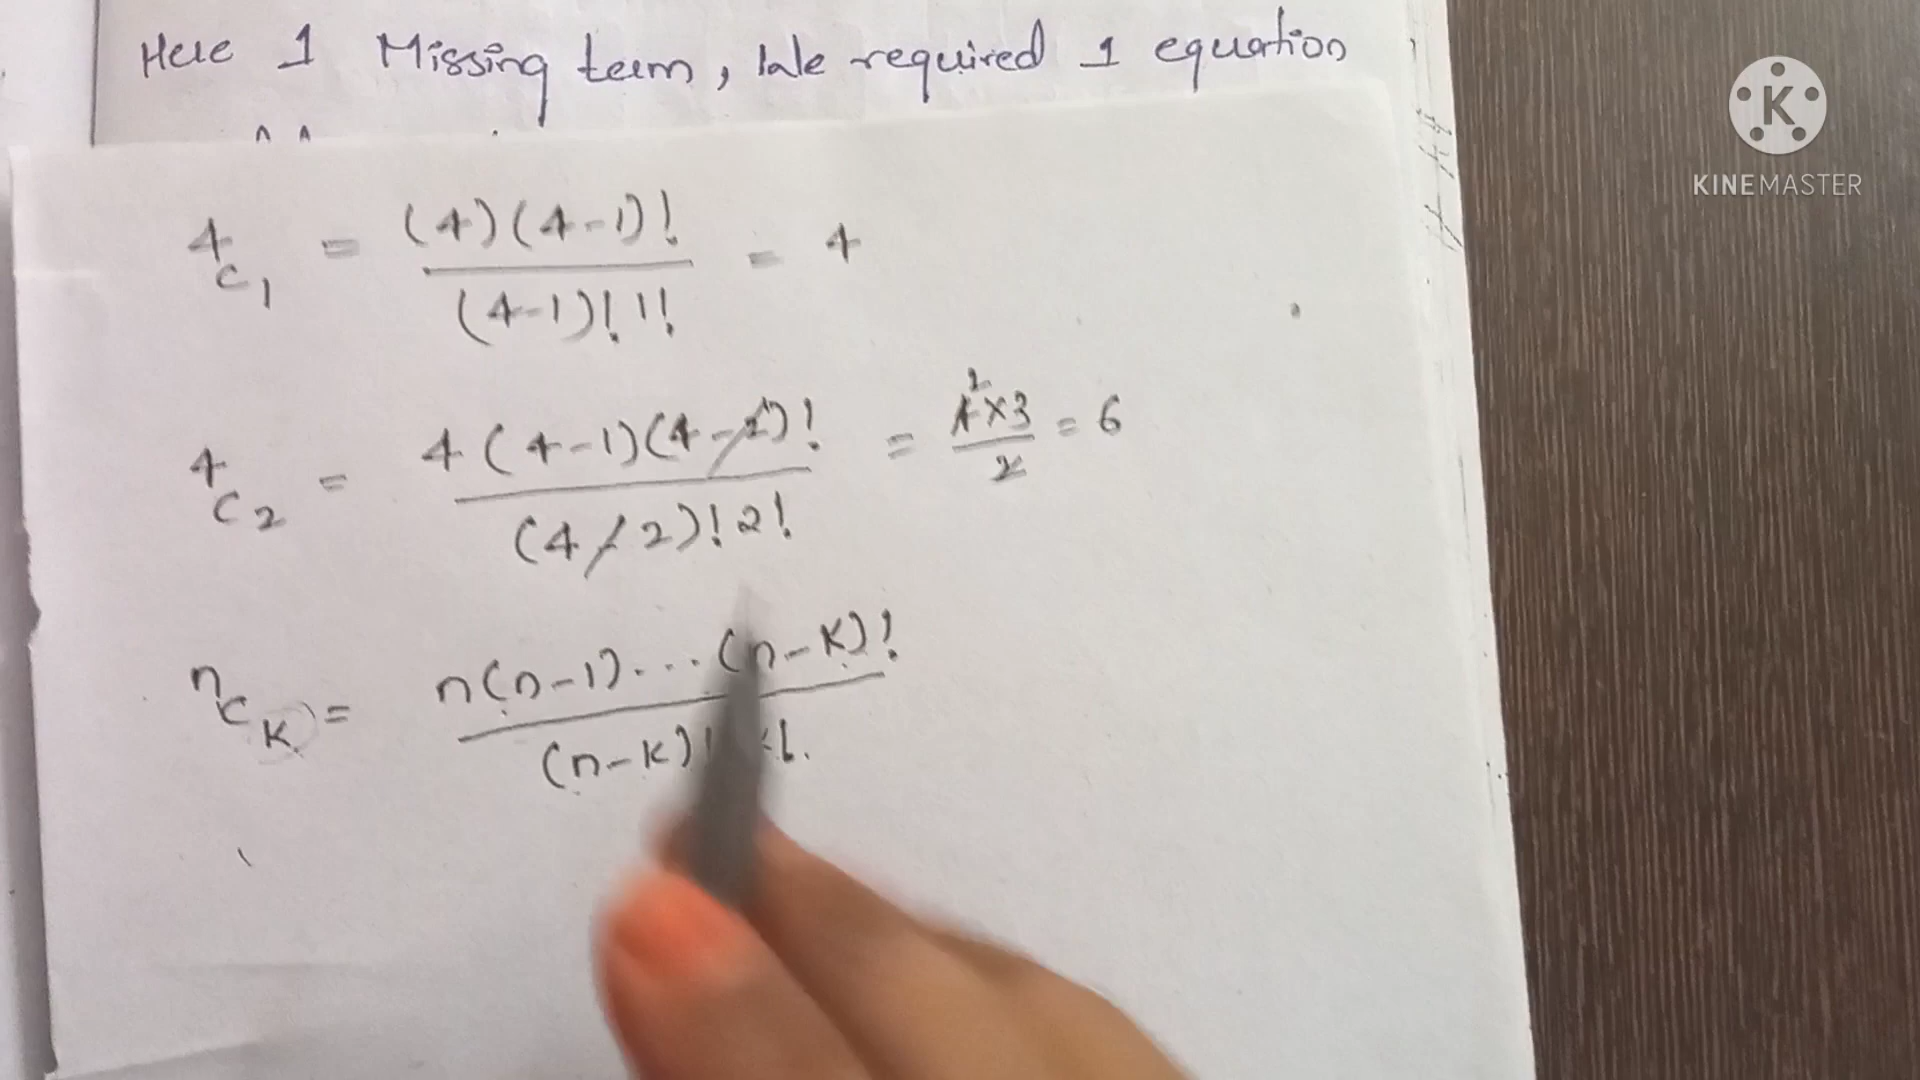 Here 1 Missing term, We required 1 equation
K
KINEMASTER
4C1 = (4)(4-1)! / (4-1)! 1! = 4
4C2 = 4(4-1)(4-2)! / (4-2)! 2! = 4×3 / 2 = 6
nCK = n(n-1)...(n-K)! / (n-K)! K!